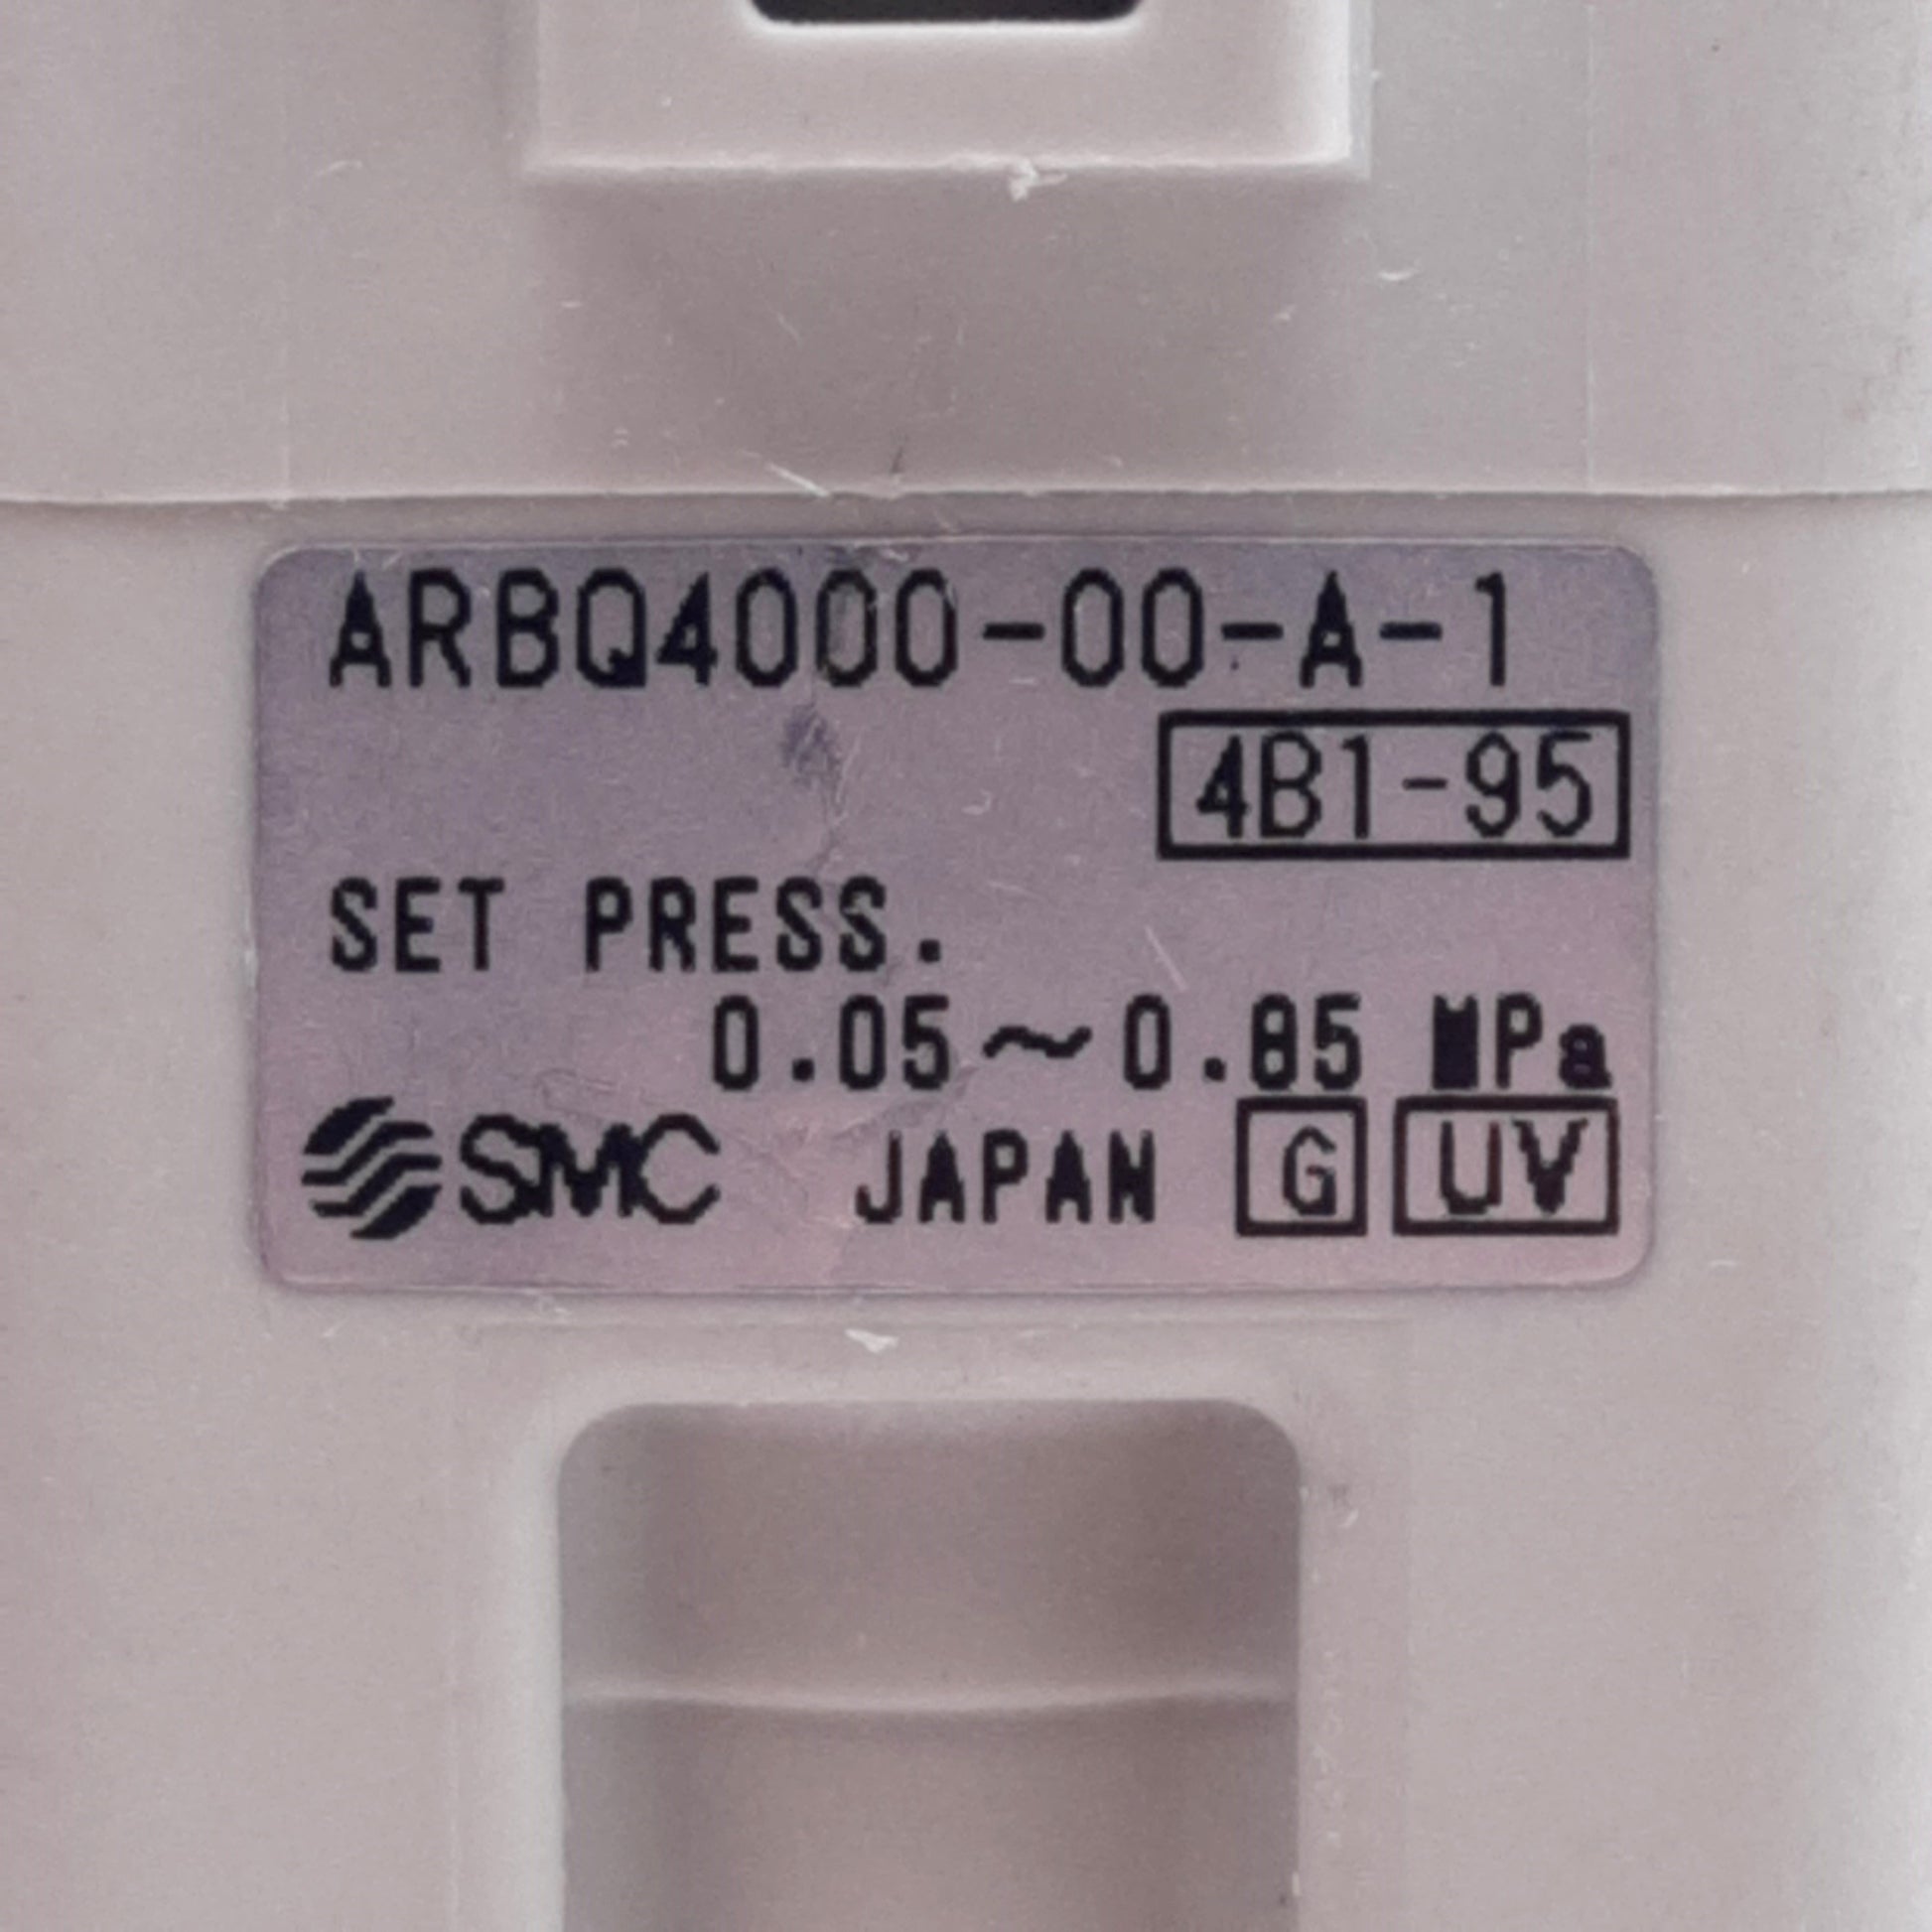 ARBQ4000-00-A-1
4B1-95
SET PRESS.
0.05~0.85 MPa
SMC JAPAN G UV